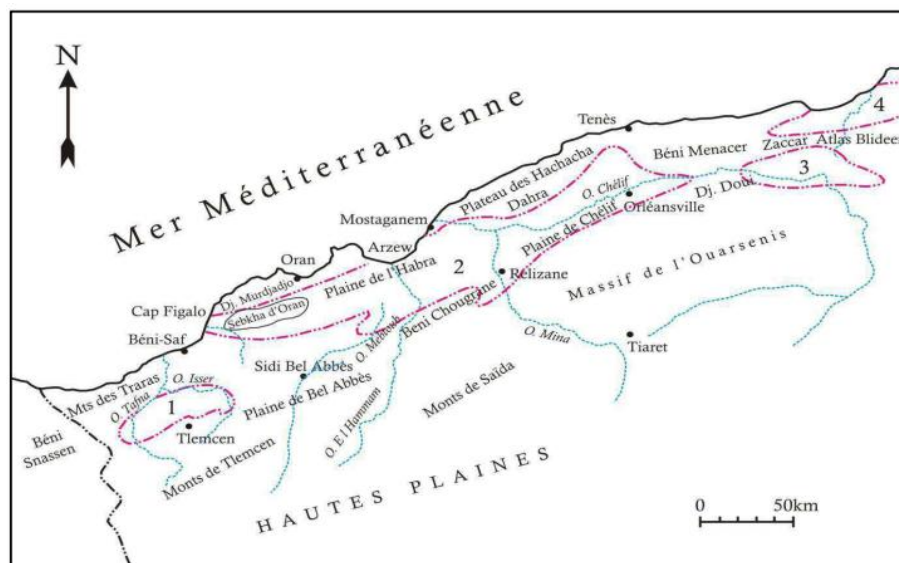 N
Mer Méditerranéenne
4
Tenès
Zaccar
Atlas Blideen
Béni Menacer
3
Plateau des Hachacha
Dahra
O. Chélif
Dj. Doui
Orléansville
Mostaganem
Plaine de Chélif
Arzew
Oran
2
Plaine de l'Habra
Rélizane
Massif de l'Ouarsenis
Dj. Murdjadjo
Cap Figalo
Sebkha d'Oran
Beni Chougrane
Béni-Saf
O. Mebtouh
O. Mina
Tiaret
Sidi Bel Abbès
O. Isser
Mts des Traras
O. Tafna
1
Plaine de Bel Abbès
Monts de Saïda
O. El Hammam
Tlemcen
Béni
Snassen
Monts de Tlemcen
HAUTES PLAINES
0 50km